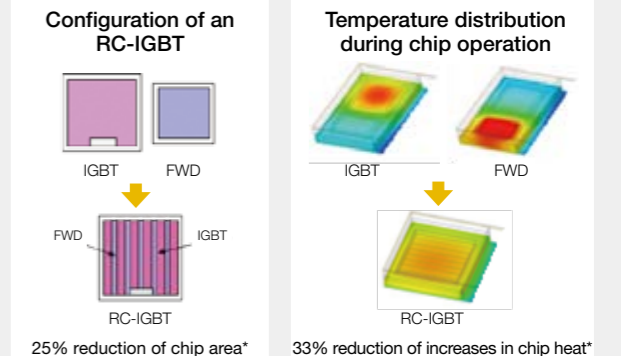 Configuration of an
RC-IGBT
IGBT FWD
FWD IGBT
RC-IGBT
25% reduction of chip area*
Temperature distribution
during chip operation
IGBT FWD
RC-IGBT
33% reduction of increases in chip heat*